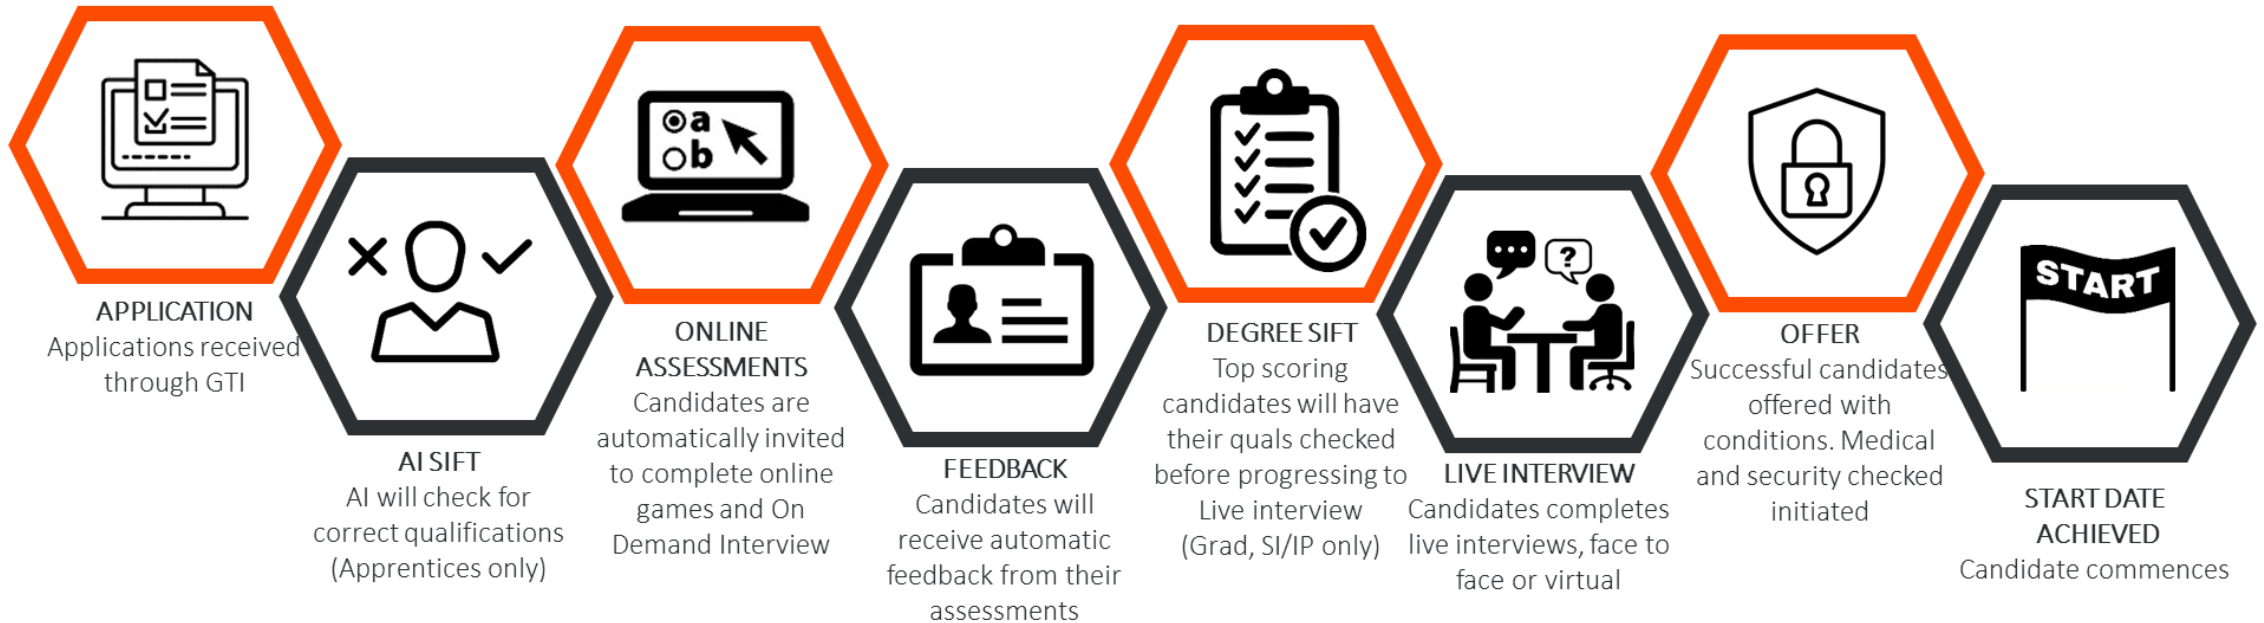 APPLICATION
Applications received
through GTI
AI SIFT
AI will check for
correct qualifications
(Apprentices only)
a
b
ONLINE
ASSESSMENTS
Candidates are
automatically invited
to complete online
games and On
Demand Interview
FEEDBACK
Candidates will
receive automatic
feedback from their
assessments
DEGREE SIFT
Top scoring
candidates will have
their quals checked
before progressing to
Live interview
(Grad, SI/IP only)
?
LIVE INTERVIEW
Candidates completes
live interviews, face to
face or virtual
OFFER
Successful candidates
offered with
conditions. Medical
and security checked
initiated
START
START DATE
ACHIEVED
Candidate commences